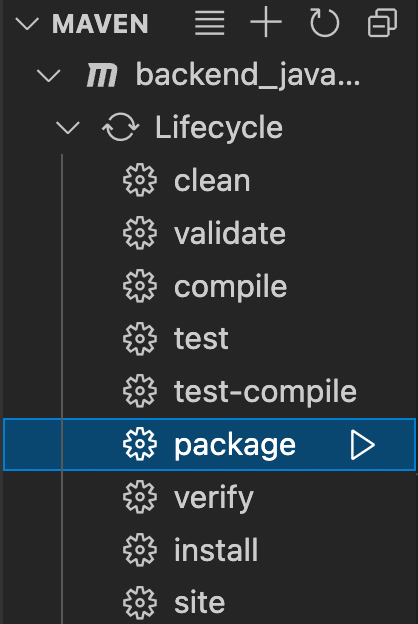 MAVEN
backend_java...
Lifecycle
clean
validate
compile
test
test-compile
package
verify
install
site